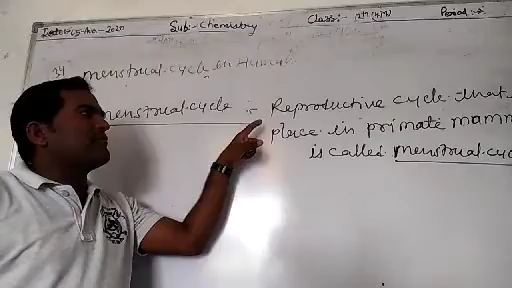 Sub:- Chemistry Class:- Period:- 2
menstrual cycle in Human
menstrual cycle :- Reproductive cycle that
place in primate mamm
is called menstrual cyc